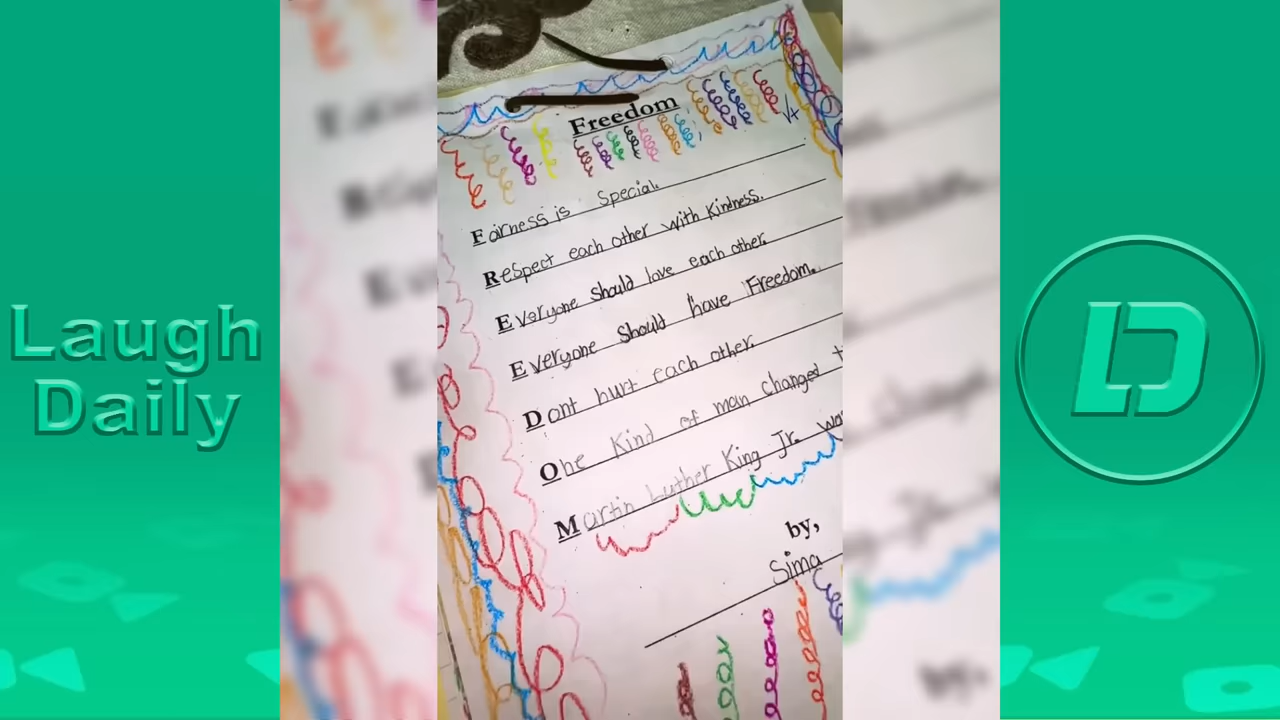 Laugh
Daily
LD
Freedom
√+
Fairness is special.
Respect each other with kindness.
Everyone should love each other.
Everyone should have Freedom.
Dont hurt each other.
One kind of man changed
Martin Luther King Jr.
by,
Sima